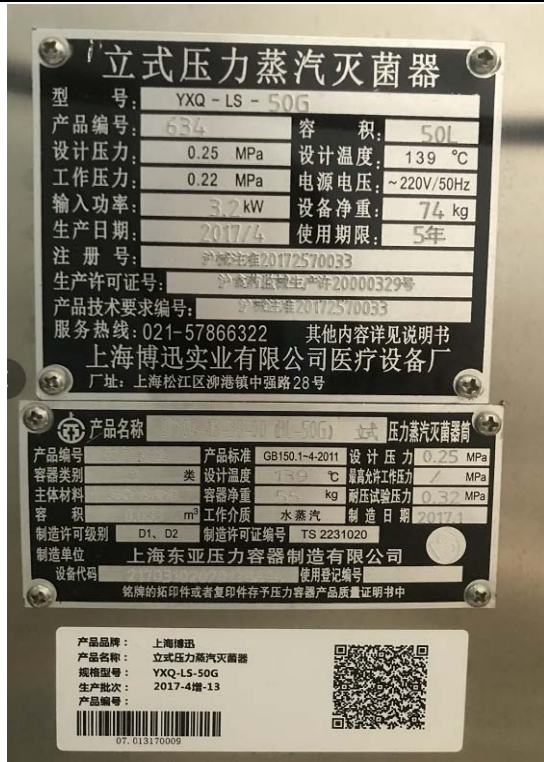 立式压力蒸汽灭菌器
型 号: YXQ-LS-50G
产品编号: 634 容 积: 50L
设计压力: 0.25 MPa 设计温度: 139 ℃
工作压力: 0.22 MPa 电源电压: ~220V/50Hz
输入功率: 3.2 kW 设备净重: 74 kg
生产日期: 2017/4 使用期限: 5年
注 册 号: 沪械注准20172570033
生产许可证号: 生产许20000329号
产品技术要求编号: 沪械注准20172570033
服务热线: 021-57866322 其他内容详见说明书
上海博迅实业有限公司医疗设备厂
厂址: 上海松江区泖港镇中强路28号
产品名称 压力蒸汽灭菌器筒
产品编号 产品标准 GB150.1~4-2011 设计压力 0.25 MPa
容器类别 类 设计温度 139 ℃ 最高允许工作压力 / MPa
主体材料 容器净重 kg 耐压试验压力 0.32 MPa
容 积 m³ 工作介质 水蒸汽 制造日期 2017.1
制造许可级别 D1、D2 制造许可证编号 TS 2231020
制造单位 上海东亚压力容器制造有限公司
设备代码 使用登记编号
铭牌的拓印件或者复印件存于压力容器产品质量证明书中
产品品牌: 上海博迅
产品名称: 立式压力蒸汽灭菌器
规格型号: YXQ-LS-50G
生产批次: 2017-4增-13
产品编号:
07. 013170009